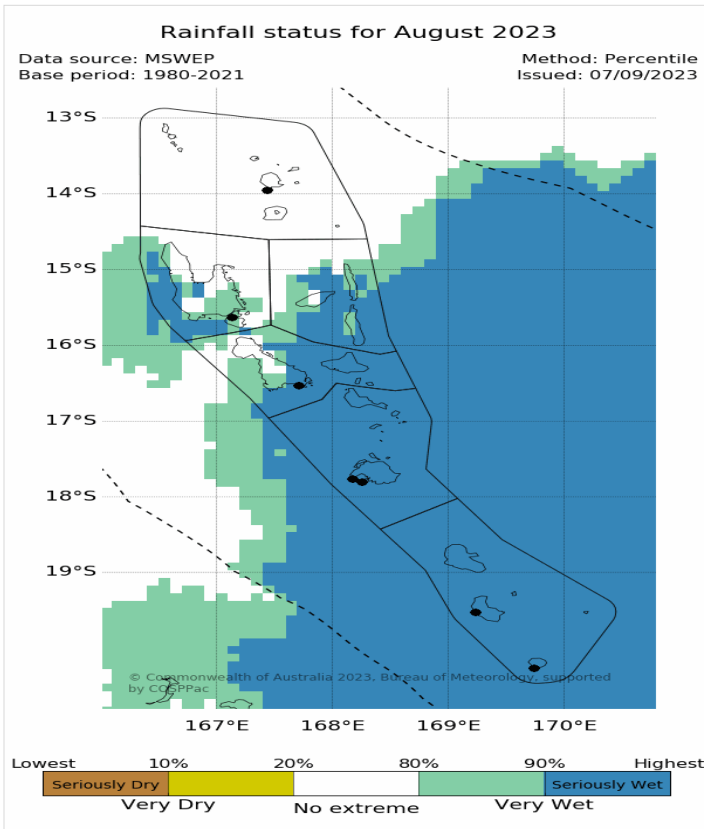 Rainfall status for August 2023
Data source: MSWEP
Method: Percentile
Base period: 1980-2021
Issued: 07/09/2023
13°S
14°S
15°S
16°S
17°S
18°S
19°S
© Commonwealth of Australia 2023, Bureau of Meteorology, supported
by COSPPac
167°E 168°E 169°E 170°E
Lowest 10% 20% 80% 90% Highest
Seriously Dry Seriously Wet
Very Dry No extreme Very Wet